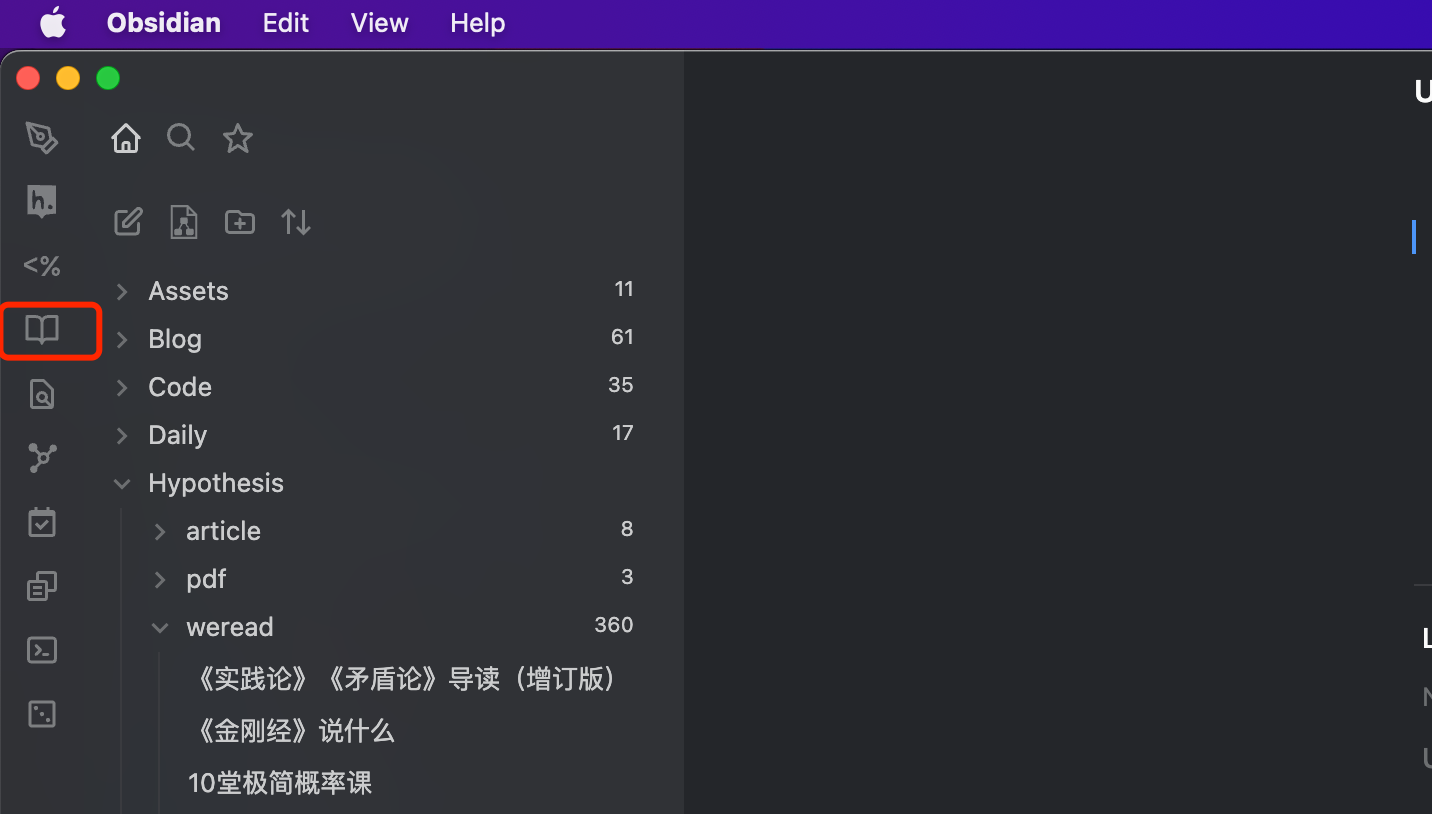 Obsidian Edit View Help
U
h.
<%
Assets 11
Blog 61
Code 35
Daily 17
Hypothesis
article 8
pdf 3
weread 360
《实践论》《矛盾论》导读（增订版）
《金刚经》说什么
10堂极简概率课